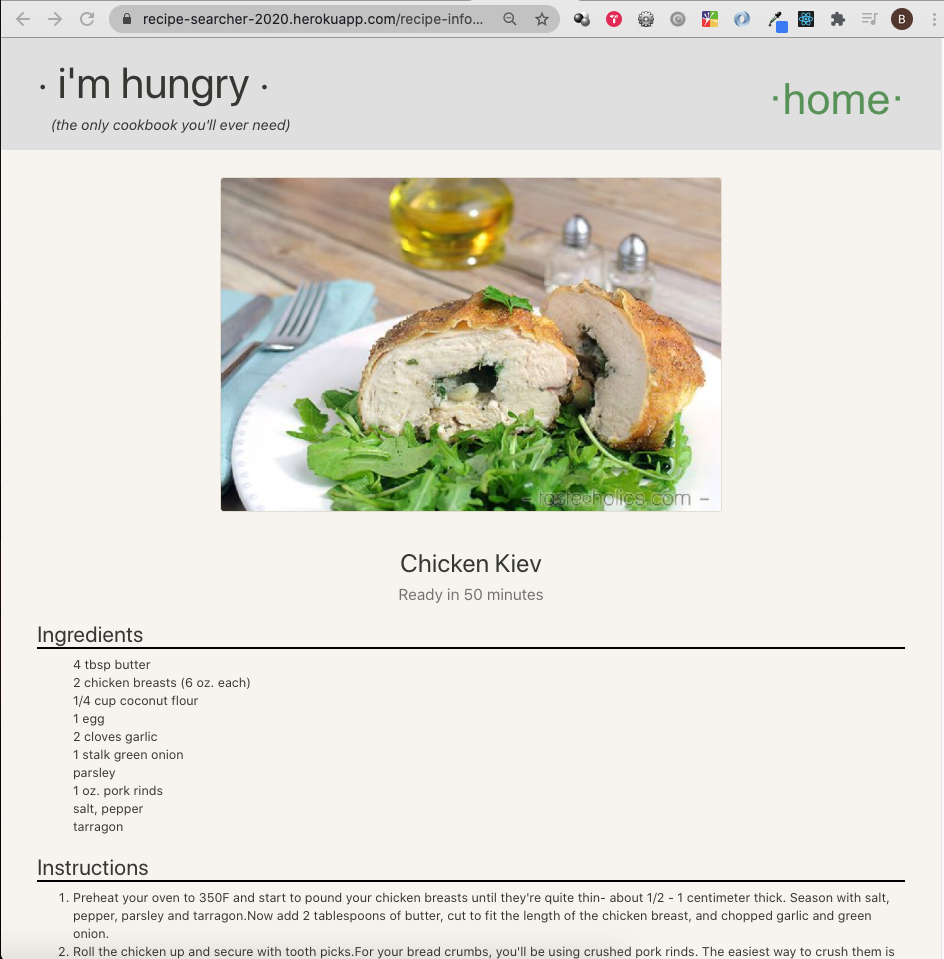 recipe-searcher-2020.herokuapp.com/recipe-info...
B
· i'm hungry ·
(the only cookbook you'll ever need)
·home·
- tasteaholics.com -
Chicken Kiev
Ready in 50 minutes
Ingredients
4 tbsp butter
2 chicken breasts (6 oz. each)
1/4 cup coconut flour
1 egg
2 cloves garlic
1 stalk green onion
parsley
1 oz. pork rinds
salt, pepper
tarragon
Instructions
1. Preheat your oven to 350F and start to pound your chicken breasts until they're quite thin- about 1/2 - 1 centimeter thick. Season with salt,
pepper, parsley and tarragon.Now add 2 tablespoons of butter, cut to fit the length of the chicken breast, and chopped garlic and green
onion.
2. Roll the chicken up and secure with tooth picks.For your bread crumbs, you'll be using crushed pork rinds. The easiest way to crush them is